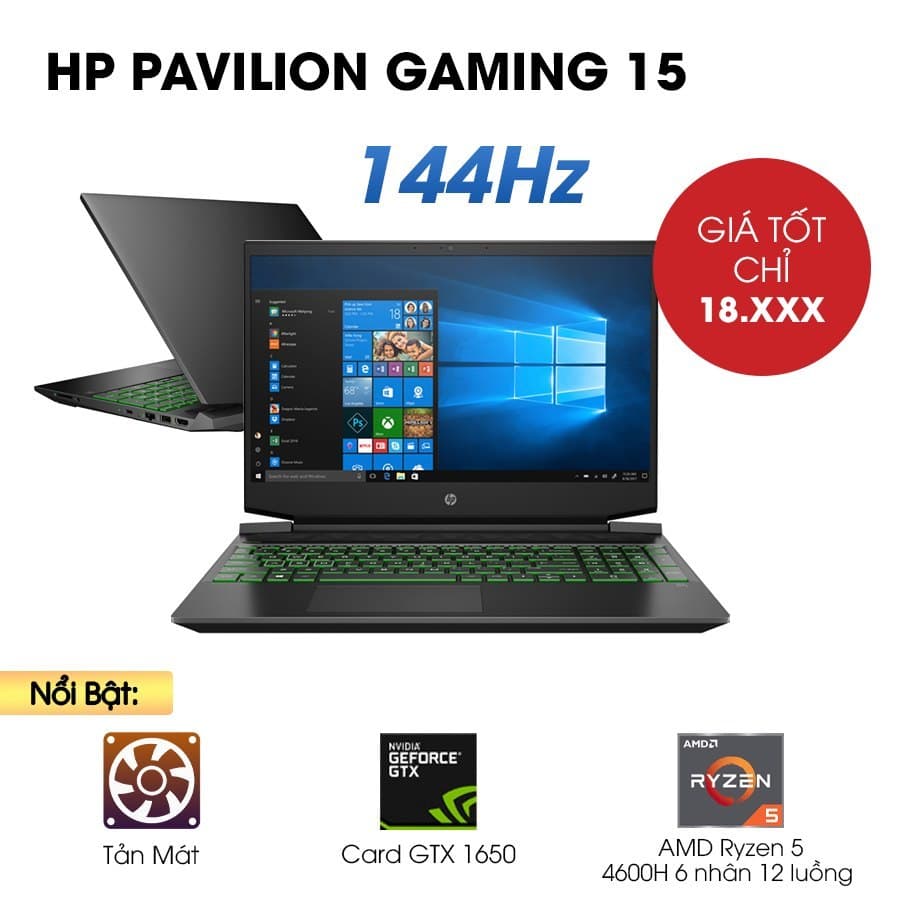 HP PAVILION GAMING 15
144Hz
GIÁ TỐT
CHỈ
18.XXX
hp
Nổi Bật:
NVIDIA
GEFORCE
GTX
AMD
RYZEN
5
Tản Mát
Card GTX 1650
AMD Ryzen 5
4600H 6 nhân 12 luồng